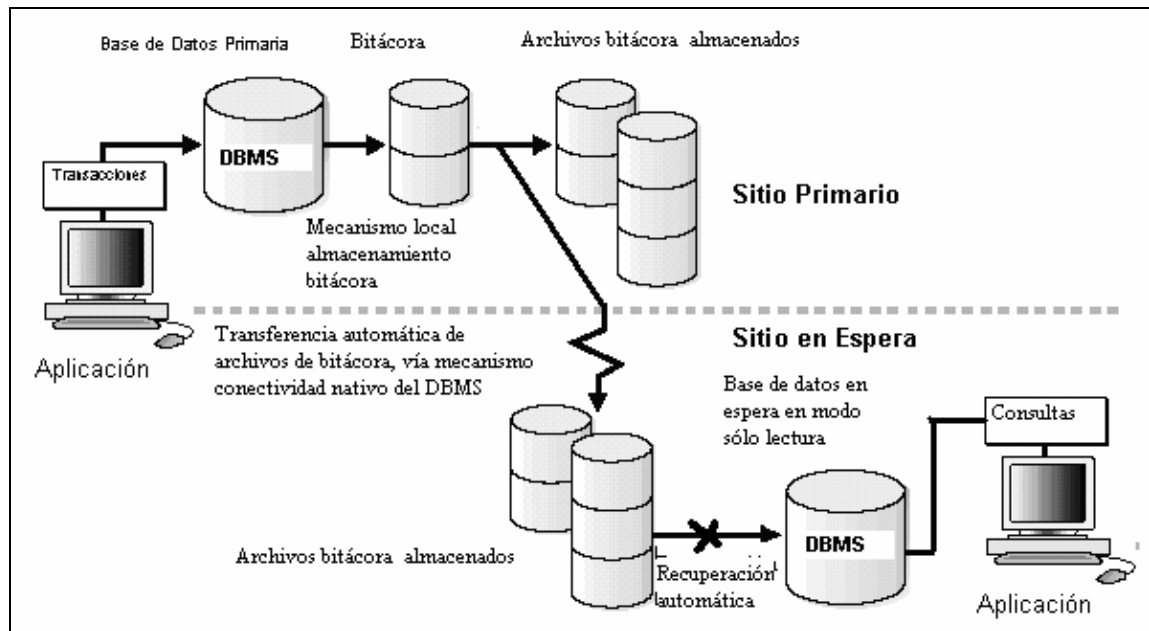 Base de Datos Primaria
Bitácora
Archivos bitácora almacenados
DBMS
Transacciones
Sitio Primario
Mecanismo local
almacenamiento
bitácora
Aplicación
Transferencia automática de
archivos de bitácora, vía mecanismo
conectividad nativo del DBMS
Sitio en Espera
Base de datos en
espera en modo
sólo lectura
Consultas
DBMS
Archivos bitácora almacenados
Recuperación
automática
Aplicación